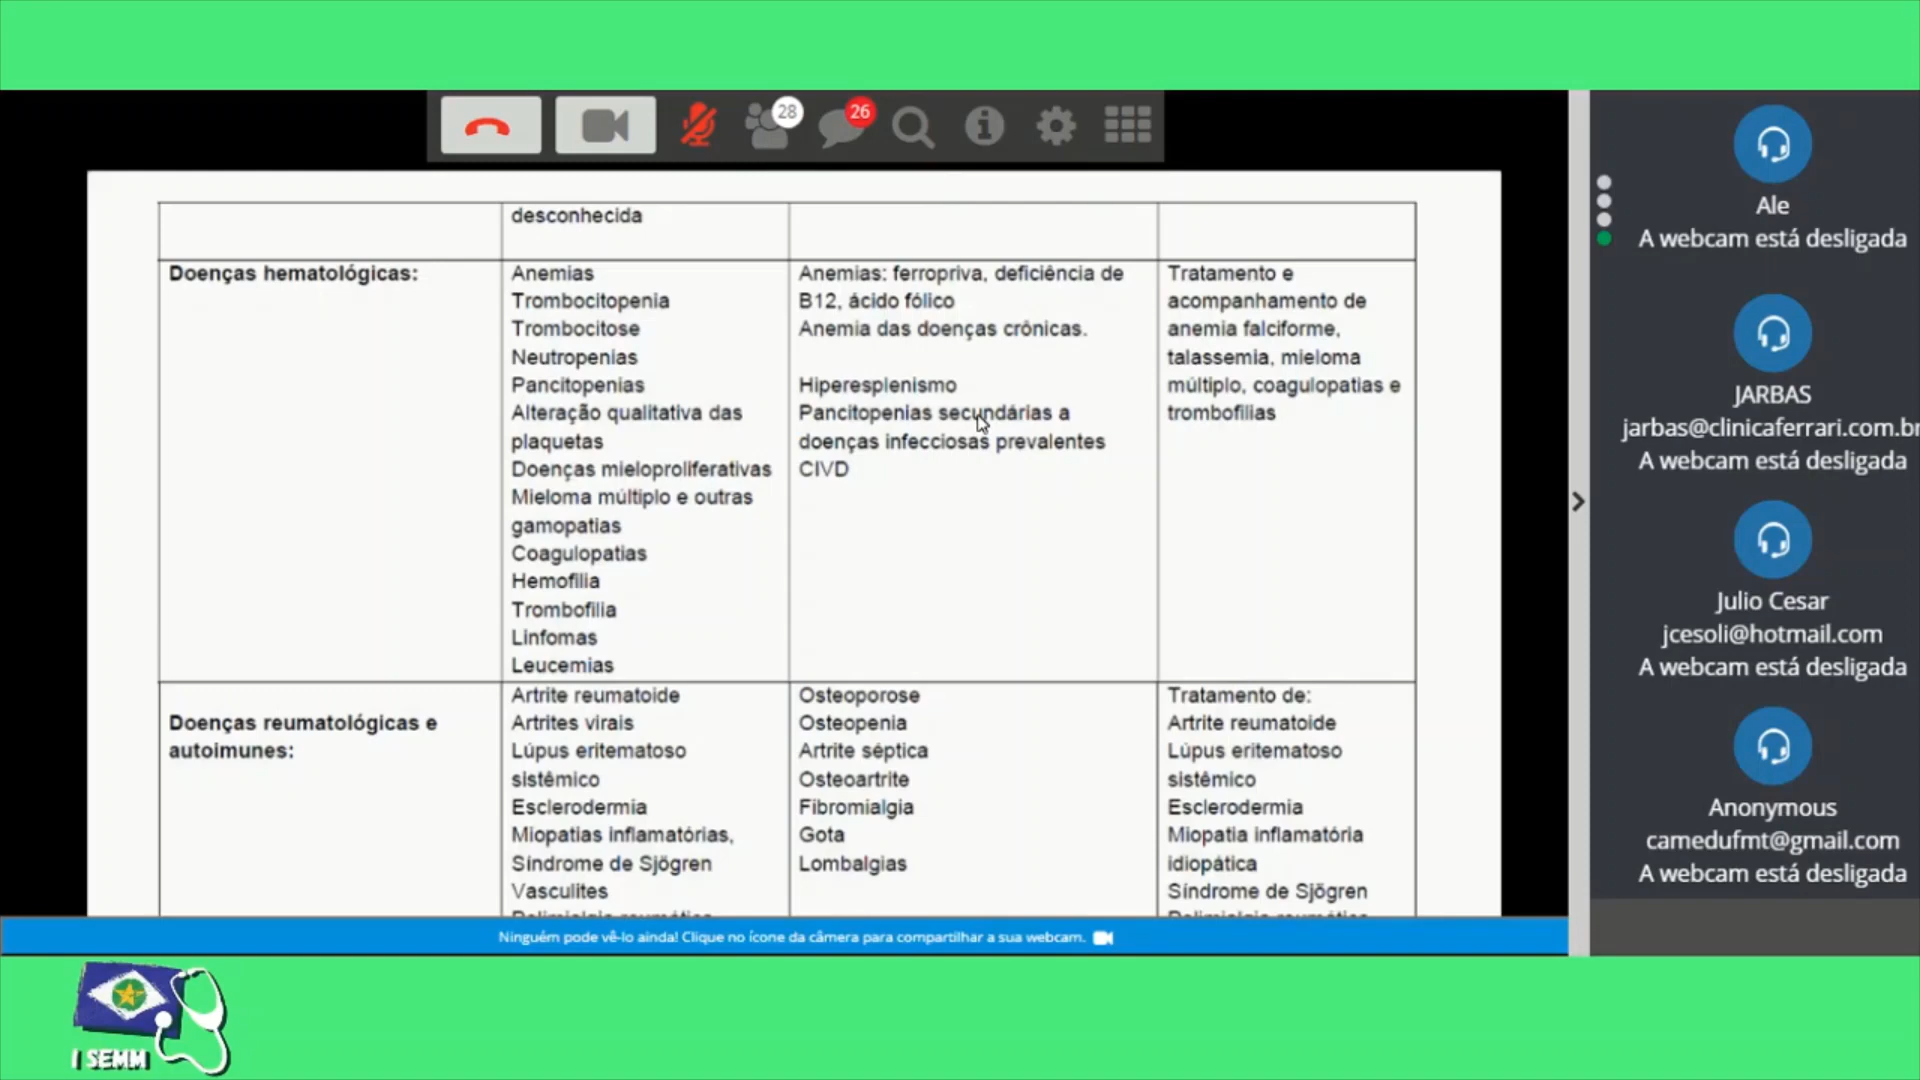 28
26
desconhecida
Doenças hematológicas:
Anemias
Trombocitopenia
Trombocitose
Neutropenias
Pancitopenias
Alteração qualitativa das
plaquetas
Doenças mieloproliferativas
Mieloma múltiplo e outras
gamopatias
Coagulopatias
Hemofilia
Trombofilia
Linfomas
Leucemias
Anemias: ferropriva, deficiência de
B12, ácido fólico
Anemia das doenças crônicas.
Hiperesplenismo
Pancitopenias secundárias a
doenças infecciosas prevalentes
CIVD
Tratamento e
acompanhamento de
anemia falciforme,
talassemia, mieloma
múltiplo, coagulopatias e
trombofilias
Doenças reumatológicas e
autoimunes:
Artrite reumatoide
Artrites virais
Lúpus eritematoso
sistêmico
Esclerodermia
Miopatias inflamatórias,
Síndrome de Sjögren
Vasculites
Polimialgia reumática
Osteoporose
Osteopenia
Artrite séptica
Osteoartrite
Fibromialgia
Gota
Lombalgias
Tratamento de:
Artrite reumatoide
Lúpus eritematoso
sistêmico
Esclerodermia
Miopatia inflamatória
idiopática
Síndrome de Sjögren
Polimialgia reumática
Ninguém pode vê-lo ainda! Clique no ícone da câmera para compartilhar a sua webcam.
Ale
A webcam está desligada
JARBAS
jarbas@clinicaferrari.com.br
A webcam está desligada
Julio Cesar
jcesoli@hotmail.com
A webcam está desligada
Anonymous
camedufmt@gmail.com
A webcam está desligada
I SEMM